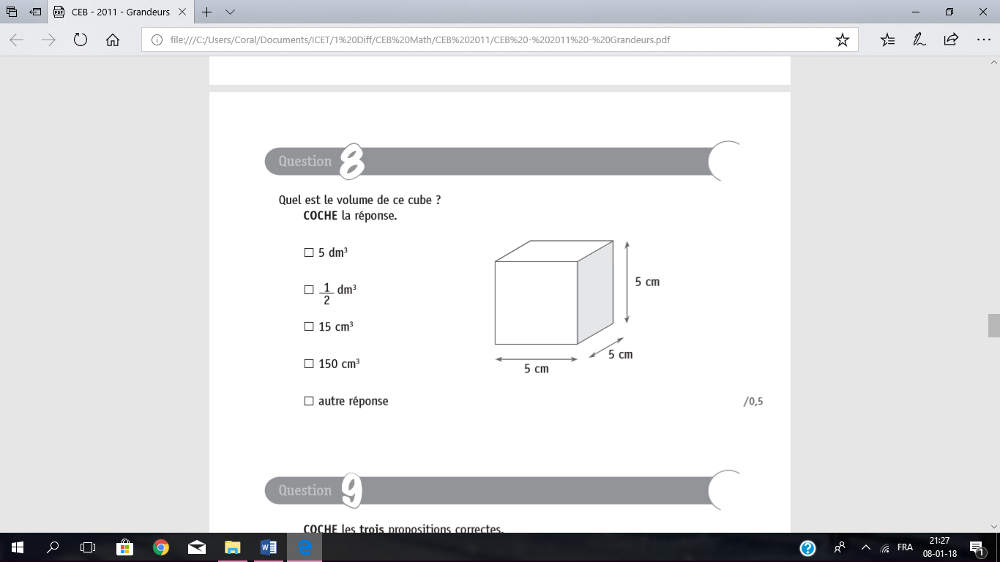 CEB - 2011 - Grandeurs
file:///C:/Users/Coral/Documents/ICET/1%20Diff/CEB%20Math/CEB%202011/CEB%20-%202011%20-%20Grandeurs.pdf
Question 8
Quel est le volume de ce cube ?
COCHE la réponse.
☐ 5 dm³
☐ 1/2 dm³
☐ 15 cm³
☐ 150 cm³
☐ autre réponse
5 cm
5 cm
5 cm
/0,5
Question 9
COCHE les trois propositions correctes.
FRA
21:27
08-01-18
1